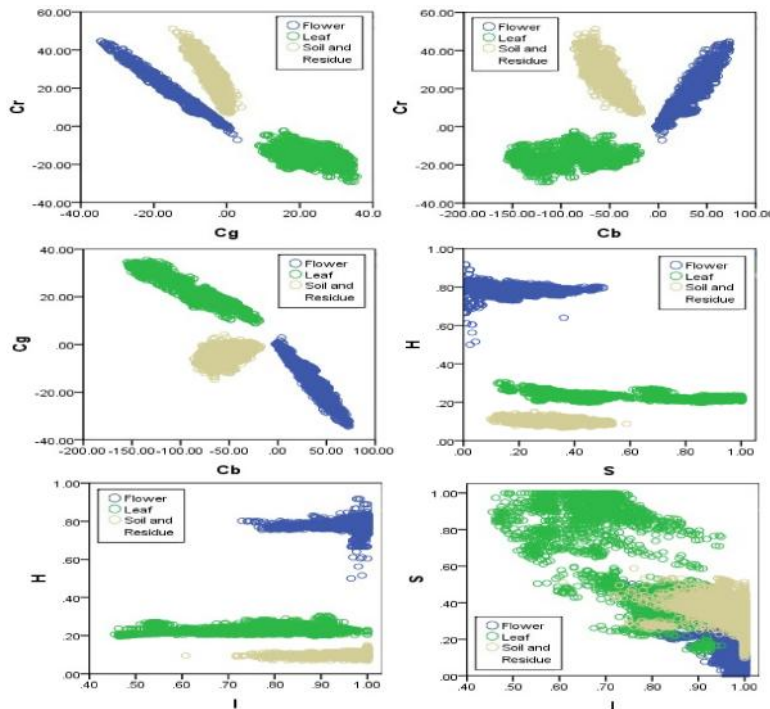 60.00
40.00
20.00
.00
-20.00
-40.00
Cr
Flower
Leaf
Soil and
Residue
-40.00 -20.00 .00 20.00 40.0
Cg
60.00
40.00
20.00
.00
-20.00
-40.00
Cr
Flower
Leaf
Soil and
Residue
-200.00 -150.00 -100.00 -50.00 .00 50.00 100.0
Cb
40.00
20.00
.00
-20.00
-40.00
Cg
Flower
Leaf
Soil and
Residue
-200.00 -150.00 -100.00 -50.00 .00 50.00 100.00
Cb
1.00
.80
.60
.40
.20
.00
H
Flower
Leaf
Soil and
Residue
.00 .20 .40 .60 .80 1.00
S
1.00
.80
.60
.40
.20
.00
H
Flower
Leaf
Soil and
Residue
.40 .50 .60 .70 .80 .90 1.00
I
1.00
.80
.60
.40
.20
.00
S
Flower
Leaf
Soil and
Residue
.40 .50 .60 .70 .80 .90 1.00